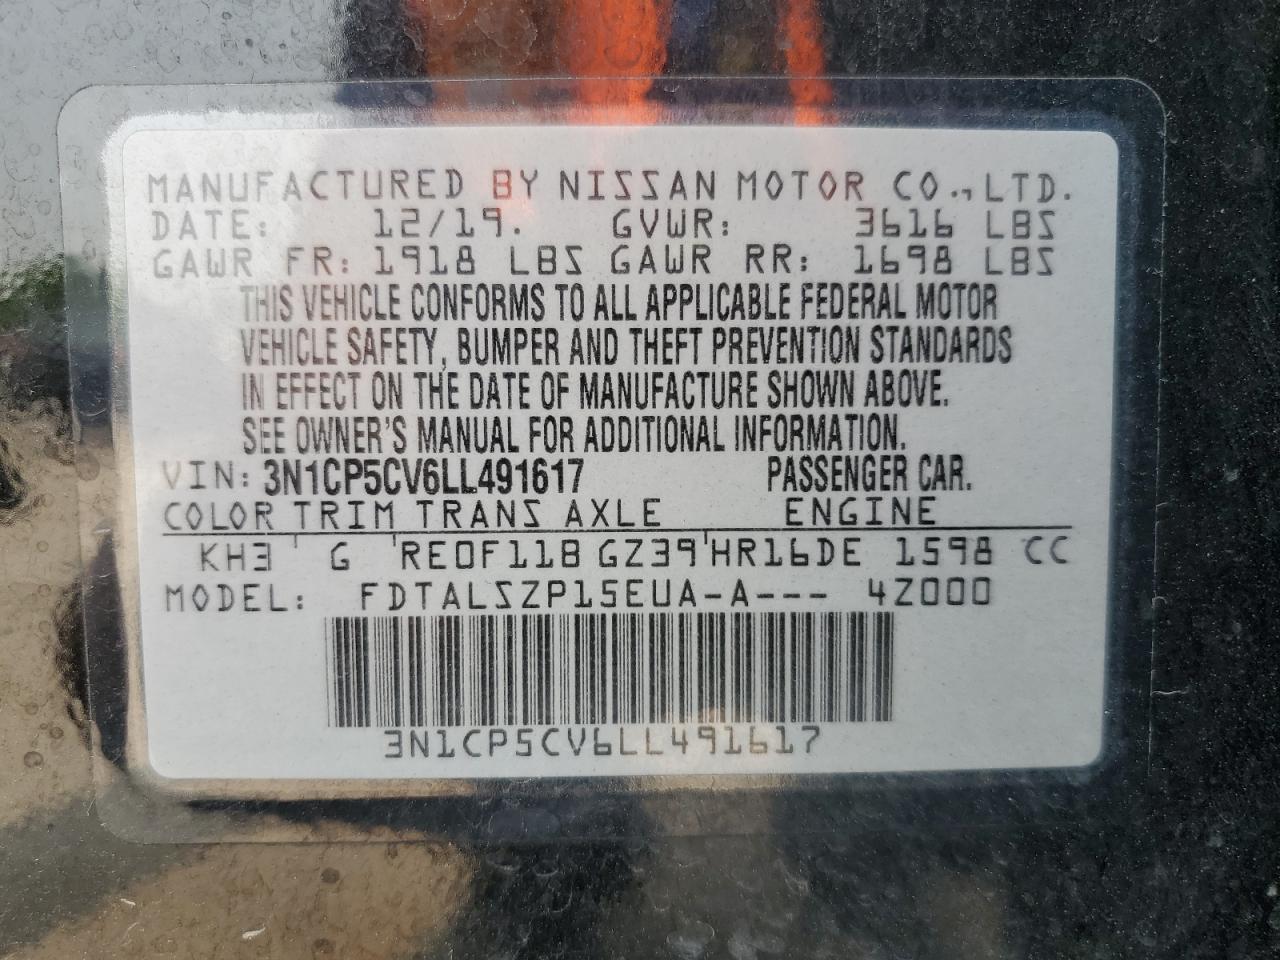 MANUFACTURED BY NISSAN MOTOR CO., LTD.
DATE: 12/19. GVWR: 3616 LBS
GAWR FR: 1918 LBS GAWR RR: 1698 LBS
THIS VEHICLE CONFORMS TO ALL APPLICABLE FEDERAL MOTOR
VEHICLE SAFETY, BUMPER AND THEFT PREVENTION STANDARDS
IN EFFECT ON THE DATE OF MANUFACTURE SHOWN ABOVE.
SEE OWNER'S MANUAL FOR ADDITIONAL INFORMATION.
VIN: 3N1CP5CV6LL491617 PASSENGER CAR.
COLOR TRIM TRANS AXLE ENGINE
KH3 G RE0F11B GZ39 HR16DE 1598 CC
MODEL: FDTALSZP15EUA-A--- 4Z000
3N1CP5CV6LL491617